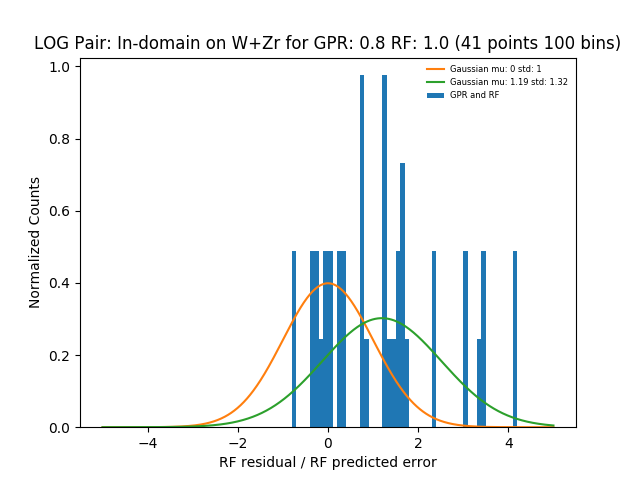 LOG Pair: In-domain on W+Zr for GPR: 0.8 RF: 1.0 (41 points 100 bins)
1.0
0.8
0.6
0.4
0.2
0.0
Normalized Counts
Gaussian mu: 0 std: 1
Gaussian mu: 1.19 std: 1.32
GPR and RF
−4 −2 0 2 4
RF residual / RF predicted error